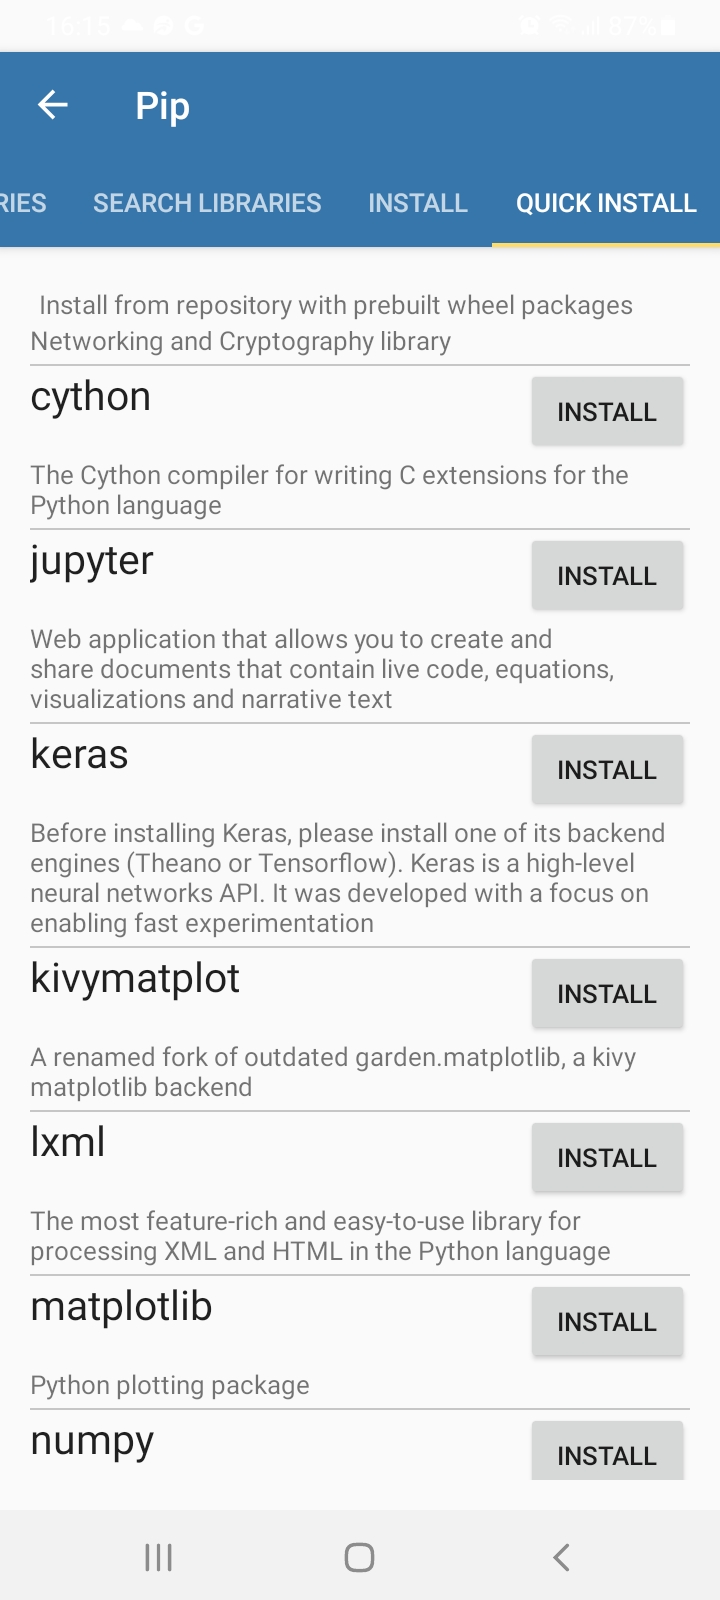 16:15
87%
Pip
RIES SEARCH LIBRARIES INSTALL QUICK INSTALL
Install from repository with prebuilt wheel packages
Networking and Cryptography library
cython
INSTALL
The Cython compiler for writing C extensions for the
Python language
jupyter
INSTALL
Web application that allows you to create and
share documents that contain live code, equations,
visualizations and narrative text
keras
INSTALL
Before installing Keras, please install one of its backend
engines (Theano or Tensorflow). Keras is a high-level
neural networks API. It was developed with a focus on
enabling fast experimentation
kivymatplot
INSTALL
A renamed fork of outdated garden.matplotlib, a kivy
matplotlib backend
lxml
INSTALL
The most feature-rich and easy-to-use library for
processing XML and HTML in the Python language
matplotlib
INSTALL
Python plotting package
numpy
INSTALL